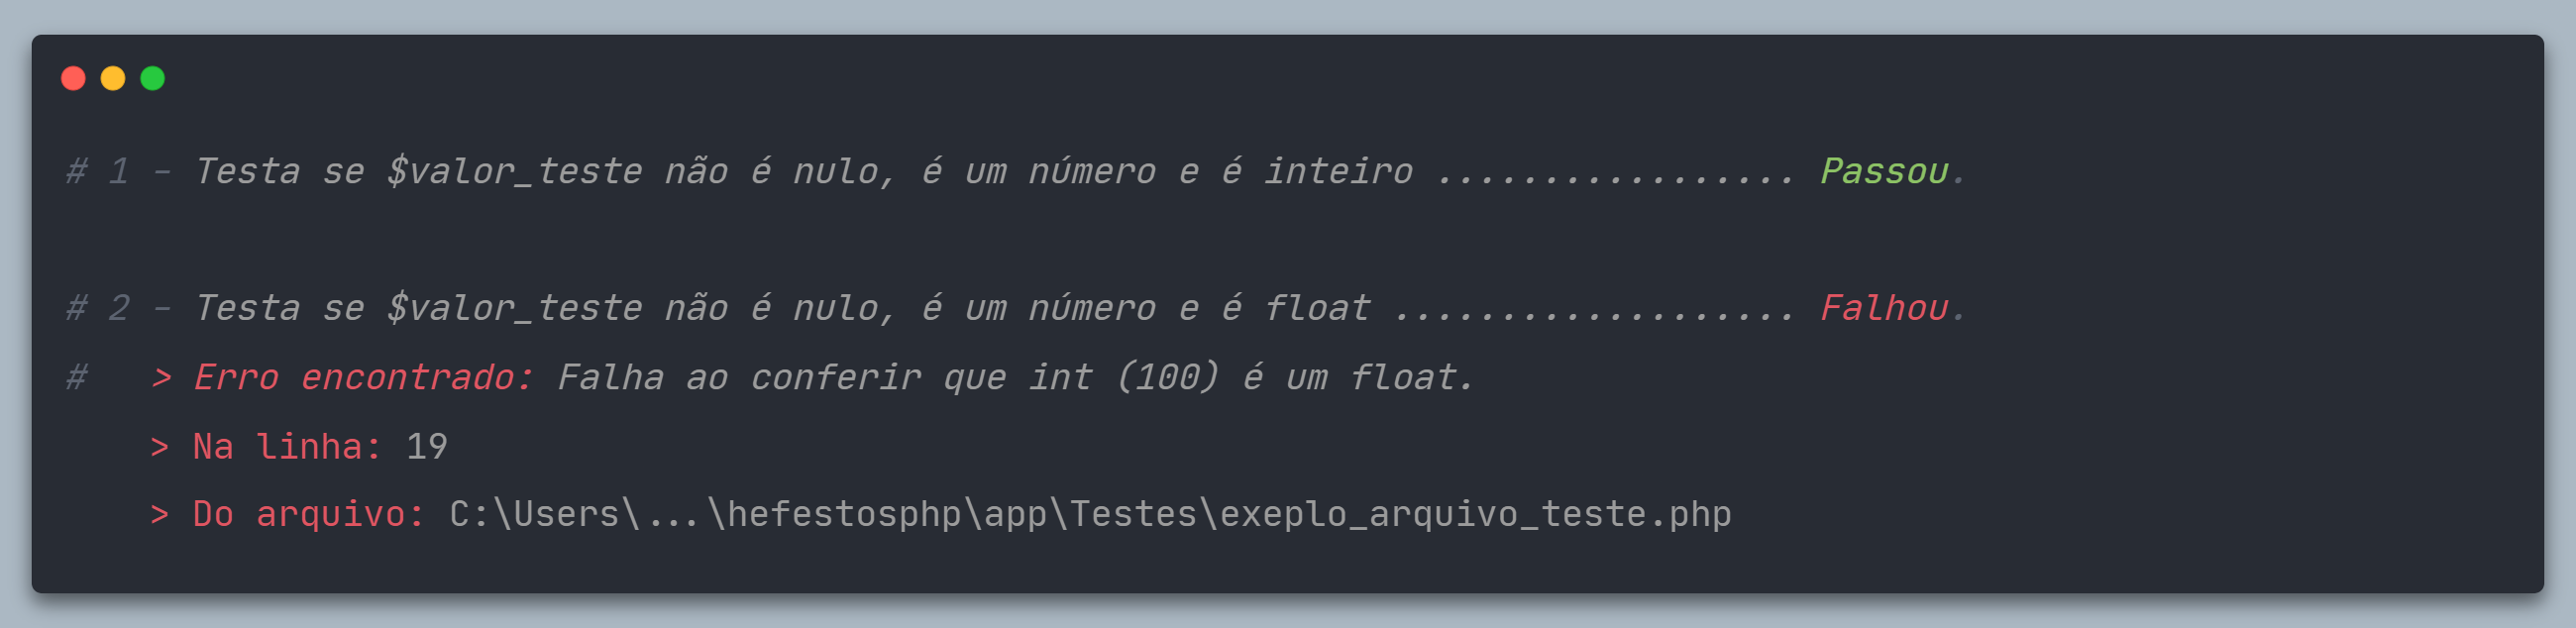 # 1 - Testa se $valor_teste não é nulo, é um número e é inteiro ................. Passou.
# 2 - Testa se $valor_teste não é nulo, é um número e é float ................... Falhou.
#   > Erro encontrado: Falha ao conferir que int (100) é um float.
    > Na linha: 19
    > Do arquivo: C:\Users\...\hefestosphp\app\Testes\exeplo_arquivo_teste.php